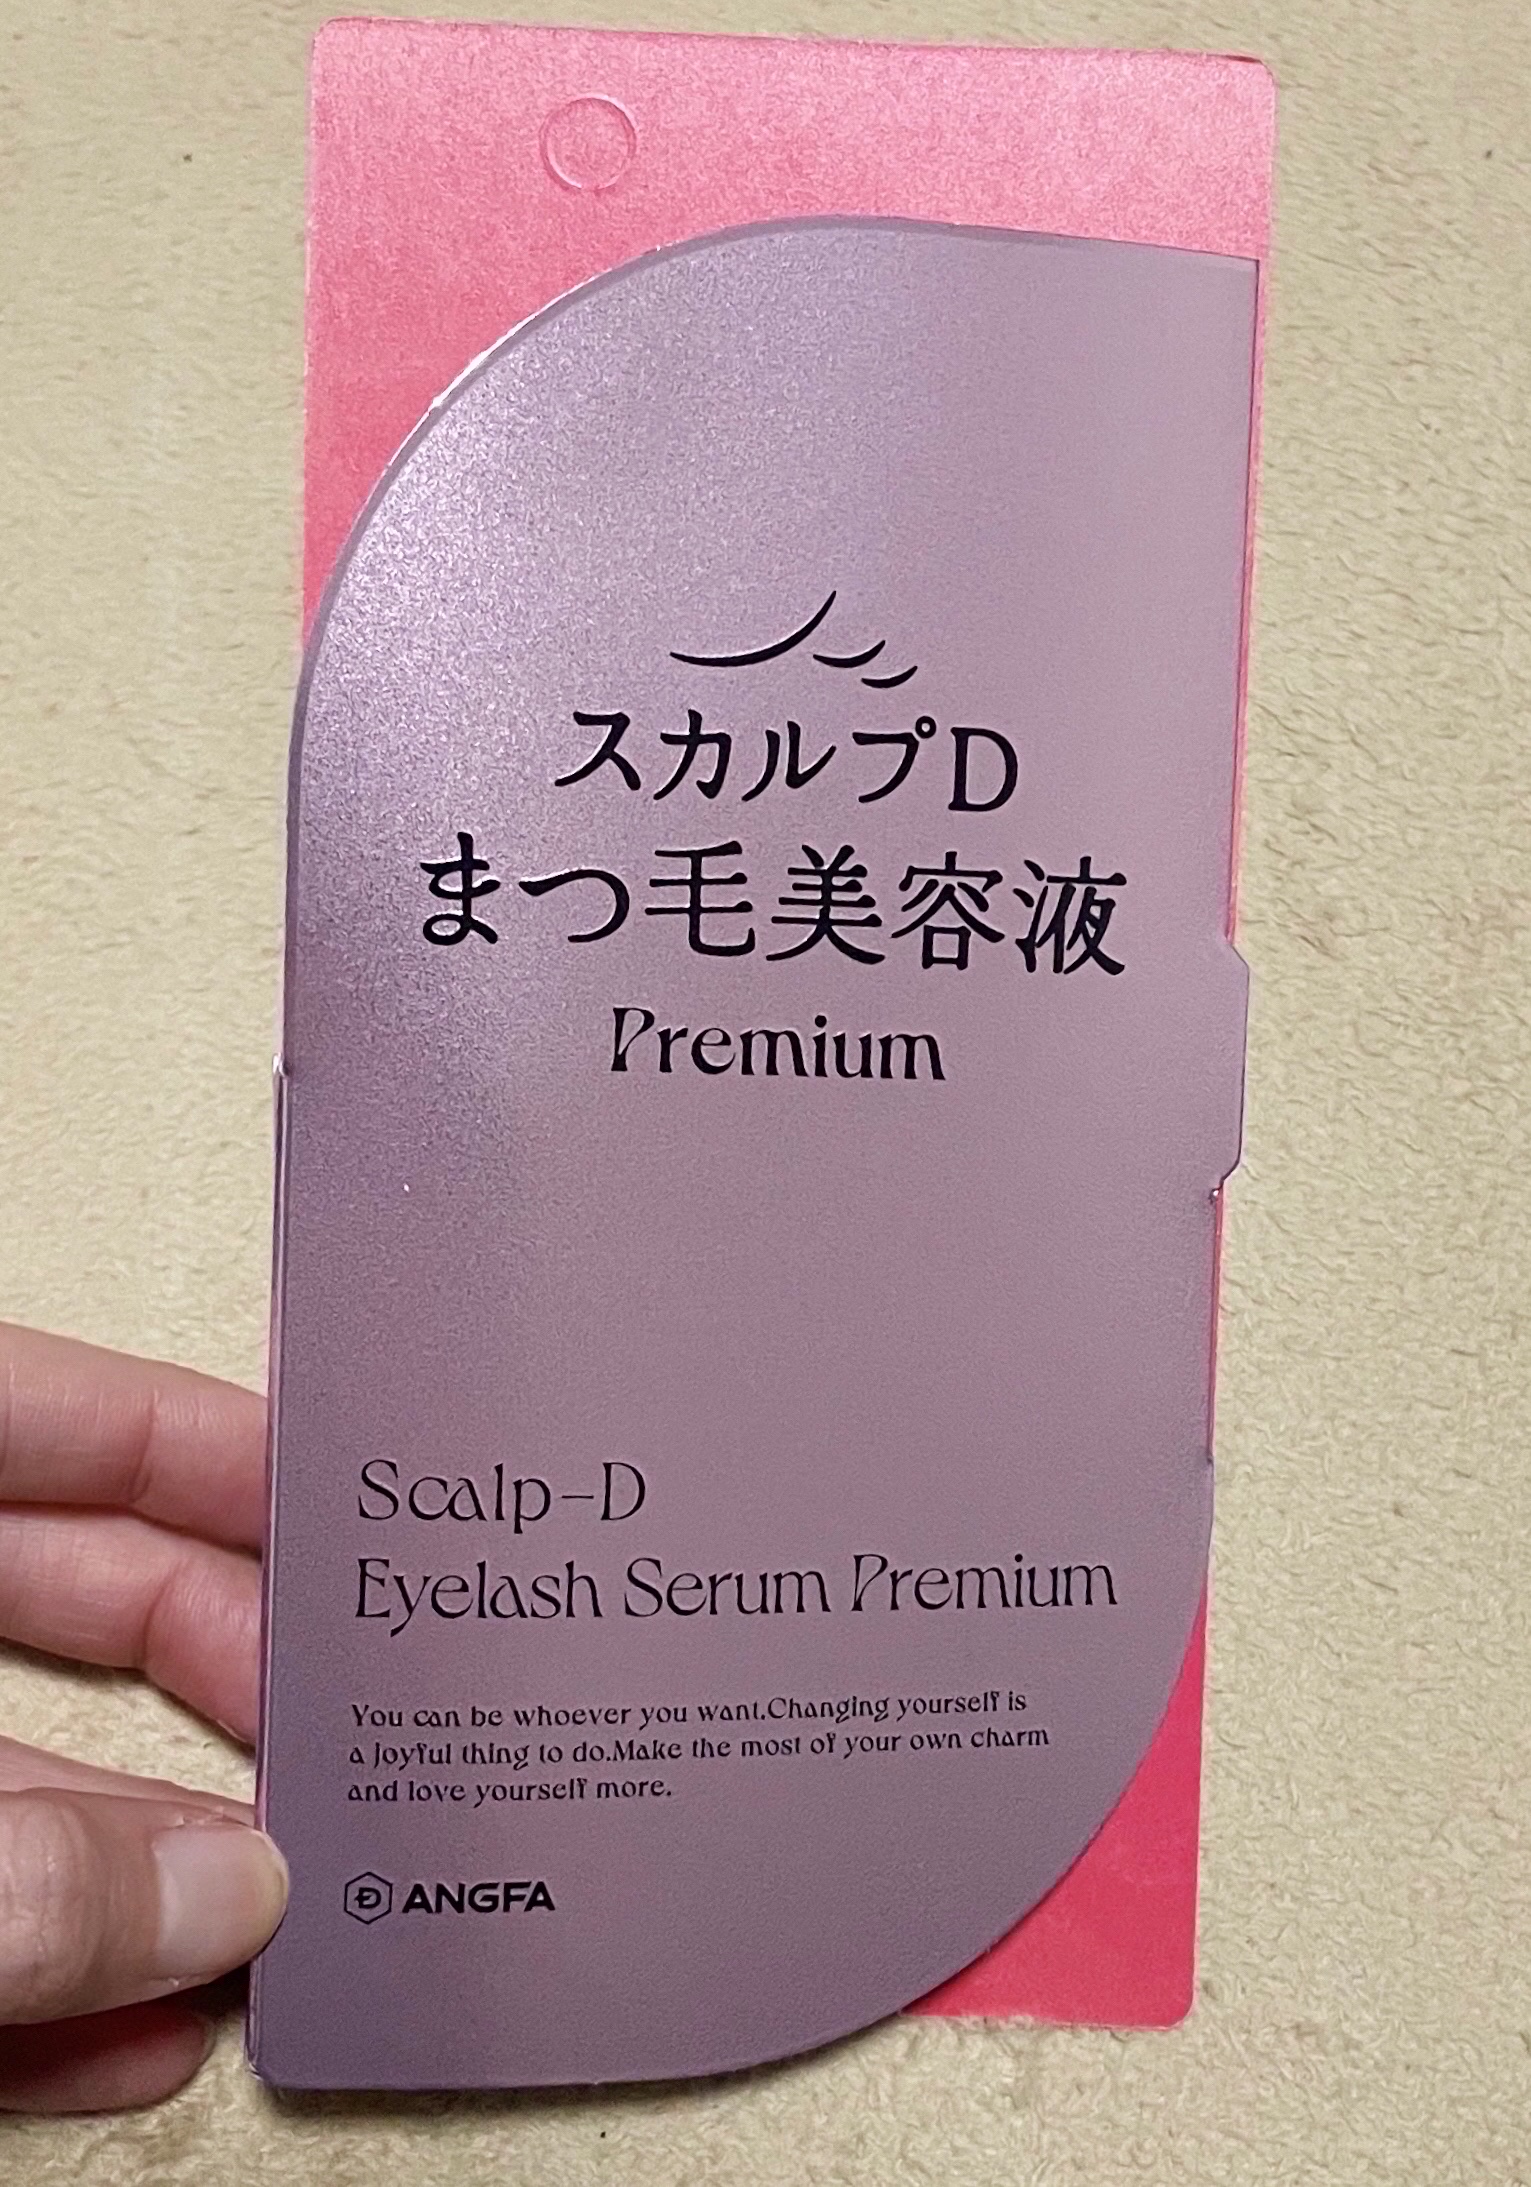 スカルプD
まつ毛美容液
Premium
Scalp-D
Eyelash Serum Premium
You can be whoever you want.Changing yourself is
a joyful thing to do.Make the most of your own charm
and love yourself more.
ANGFA